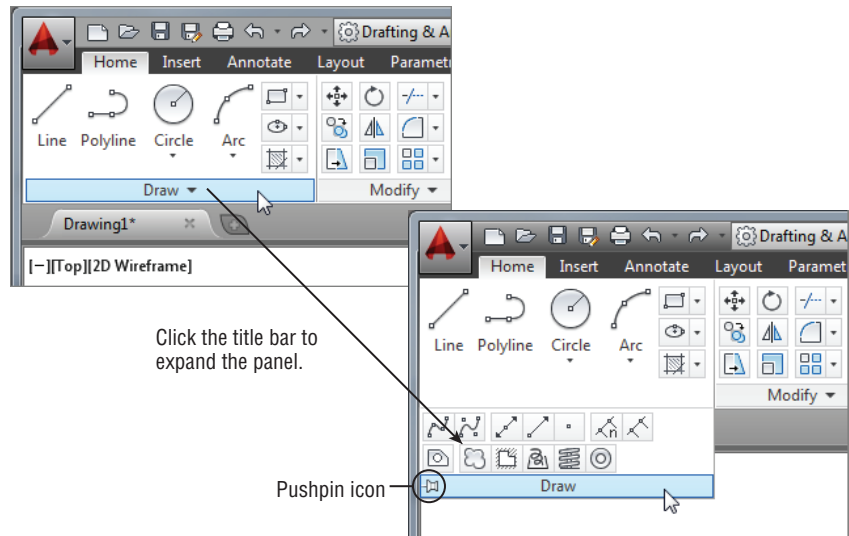 Drafting & A
Home Insert Annotate Layout Parametr
Line Polyline Circle Arc
Draw Modify
Drawing1*
[−][Top][2D Wireframe]
Click the title bar to
expand the panel.
Drafting & A
Home Insert Annotate Layout Paramet
Line Polyline Circle Arc
Modify
n
Draw
Pushpin icon